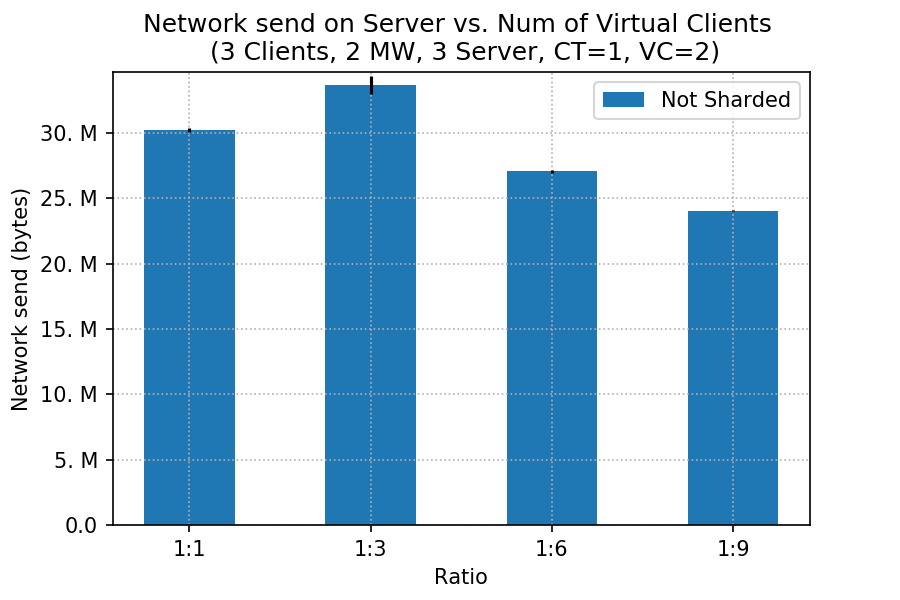 Network send on Server vs. Num of Virtual Clients
(3 Clients, 2 MW, 3 Server, CT=1, VC=2)
Not Sharded
Network send (bytes)
30. M
25. M
20. M
15. M
10. M
5. M
0.0
1:1
1:3
1:6
1:9
Ratio